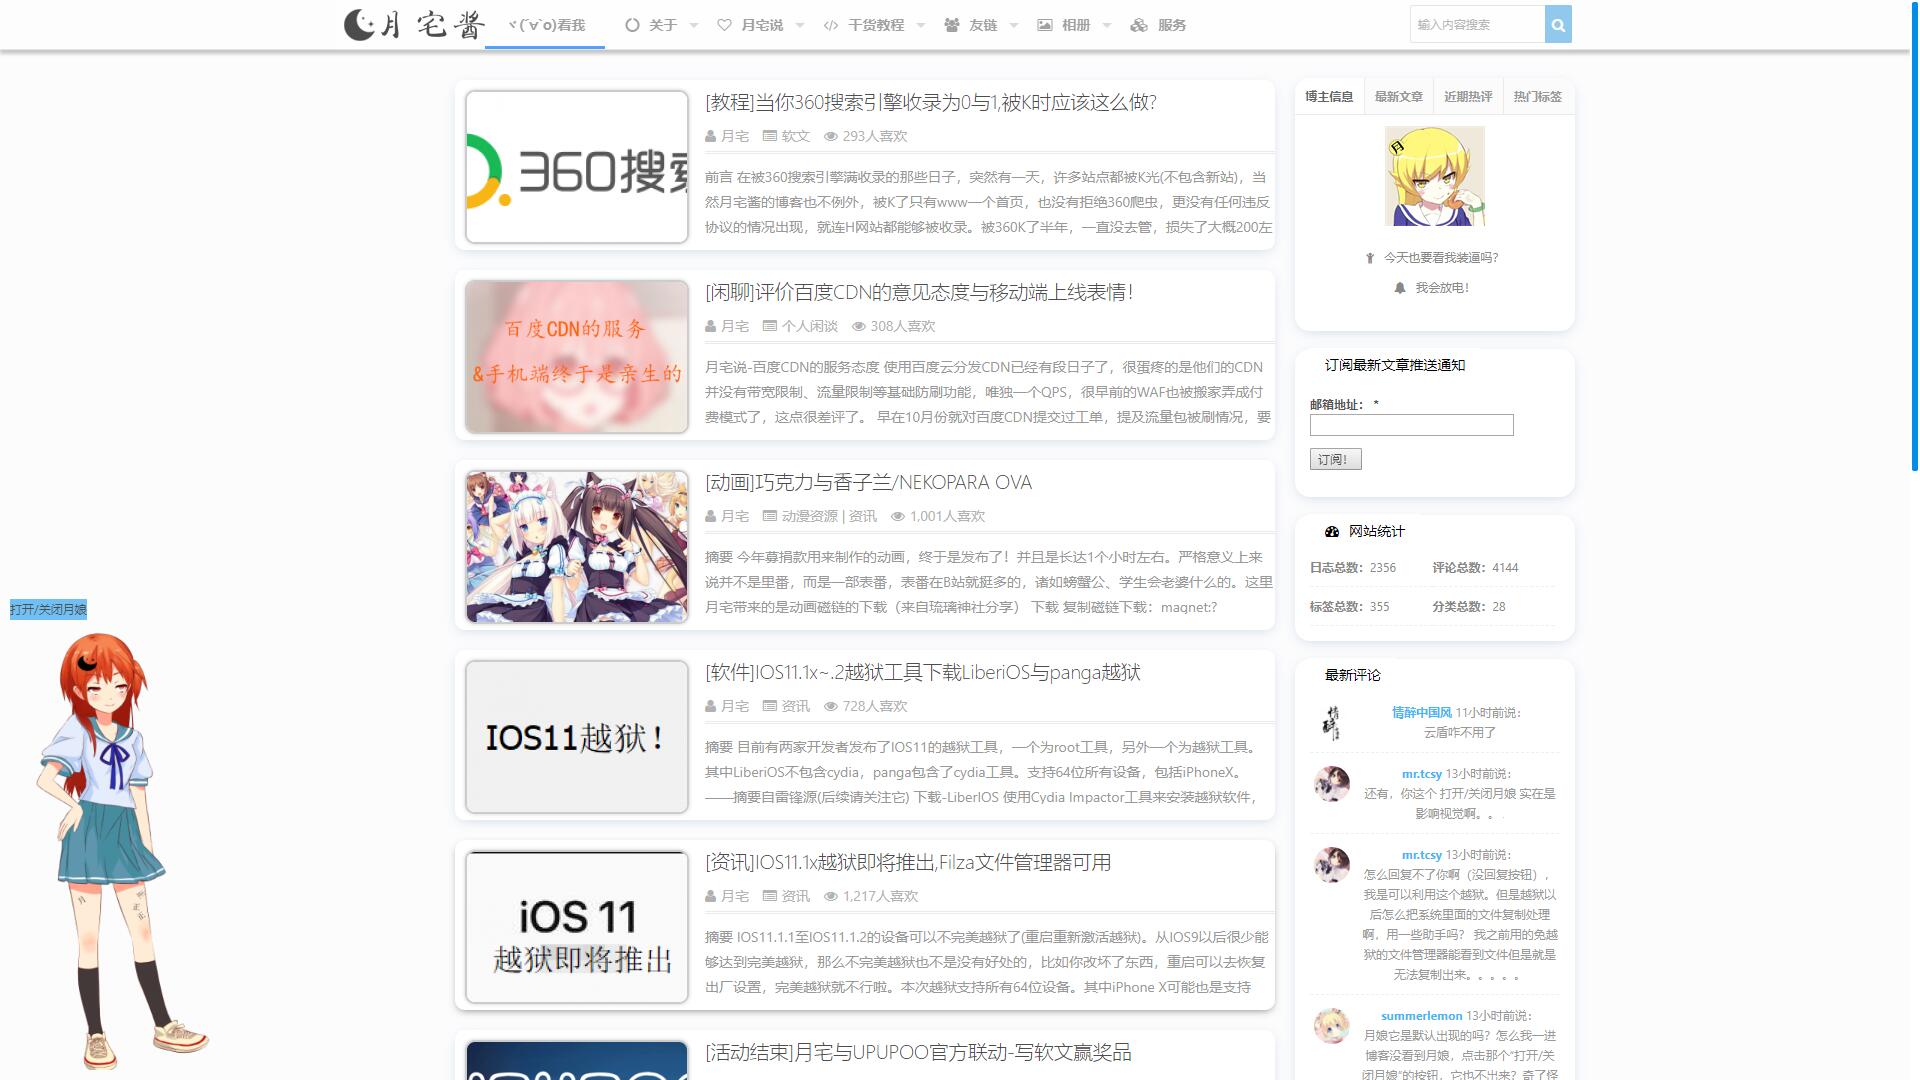 月宅酱
ヾ(´∀`o)看我
关于
月宅说
干货教程
友链
相册
服务
输入内容搜索
[教程]当你360搜索引擎收录为0与1,被K时应该这么做?
月宅 软文 293人喜欢
360搜索
前言 在被360搜索引擎满收录的那些日子，突然有一天，许多站点都被K光(不包含新站)，当
然月宅酱的博客也不例外，被K了只有www一个首页，也没有拒绝360爬虫，更没有任何违反
协议的情况出现，就连H网站都能够被收录。被360K了半年，一直没去管，损失了大概200左
[闲聊]评价百度CDN的意见态度与移动端上线表情！
月宅 个人闲谈 308人喜欢
百度CDN的服务
&手机端终于是亲生的
月宅说-百度CDN的服务态度 使用百度云分发CDN已经有段日子了，很蛋疼的是他们的CDN
并没有带宽限制、流量限制等基础防刷功能，唯独一个QPS，很早前的WAF也被搬家弄成付
费模式了，这点很差评了。 早在10月份就对百度CDN提交过工单，提及流量包被刷情况，要
[动画]巧克力与香子兰/NEKOPARA OVA
月宅 动漫资源 | 资讯 1,001人喜欢
摘要 今年募捐款用来制作的动画，终于是发布了！并且是长达1个小时左右。严格意义上来
说并不是里番，而是一部表番，表番在B站就挺多的，诸如螃蟹公、学生会老婆什么的。这里
月宅带来的是动画磁链的下载（来自琉璃神社分享） 下载 复制磁链下载：magnet:?
[软件]IOS11.1x~.2越狱工具下载LiberiOS与panga越狱
月宅 资讯 728人喜欢
IOS11越狱！
摘要 目前有两家开发者发布了IOS11的越狱工具，一个为root工具，另外一个为越狱工具。
其中LiberiOS不包含cydia，panga包含了cydia工具。支持64位所有设备，包括iPhoneX。
——摘要自雷锋源(后续请关注它) 下载-LiberIOS 使用Cydia Impactor工具来安装越狱软件，
[资讯]IOS11.1x越狱即将推出,Filza文件管理器可用
月宅 资讯 1,217人喜欢
iOS 11
越狱即将推出
摘要 IOS11.1.1至IOS11.1.2的设备可以不完美越狱了(重启重新激活越狱)。从IOS9以后很少能
够达到完美越狱，那么不完美越狱也不是没有好处的，比如你改坏了东西，重启可以去恢复
出厂设置，完美越狱就不行啦。本次越狱支持所有64位设备。其中iPhone X可能也是支持
[活动结束]月宅与UPUPOO官方联动-写软文赢奖品
打开/关闭月娘
月
正
博主信息 最新文章 近期热评 热门标签
月
今天也要看我装逼吗？
我会放电！
订阅最新文章推送通知
邮箱地址： *
订阅！
网站统计
日志总数：2356 评论总数：4144
标签总数：355 分类总数：28
最新评论
情醉中国风 11小时前说：
云盾咋不用了
mr.tcsy 13小时前说：
还有，你这个 打开/关闭月娘 实在是
影响视觉啊。。
mr.tcsy 13小时前说：
怎么回复不了你啊（没回复按钮），
我是可以利用这个越狱。但是越狱以
后怎么把系统里面的文件复制处理
啊，用一些助手吗？ 我之前用的免越
狱的文件管理器能看到文件但是就是
无法复制出来。。。。。
summerlemon 13小时前说：
月娘它是默认出现的吗？怎么我一进
博客没看到月娘，点击那个“打开/关
闭月娘”的按钮，它也不出来？奇了怪